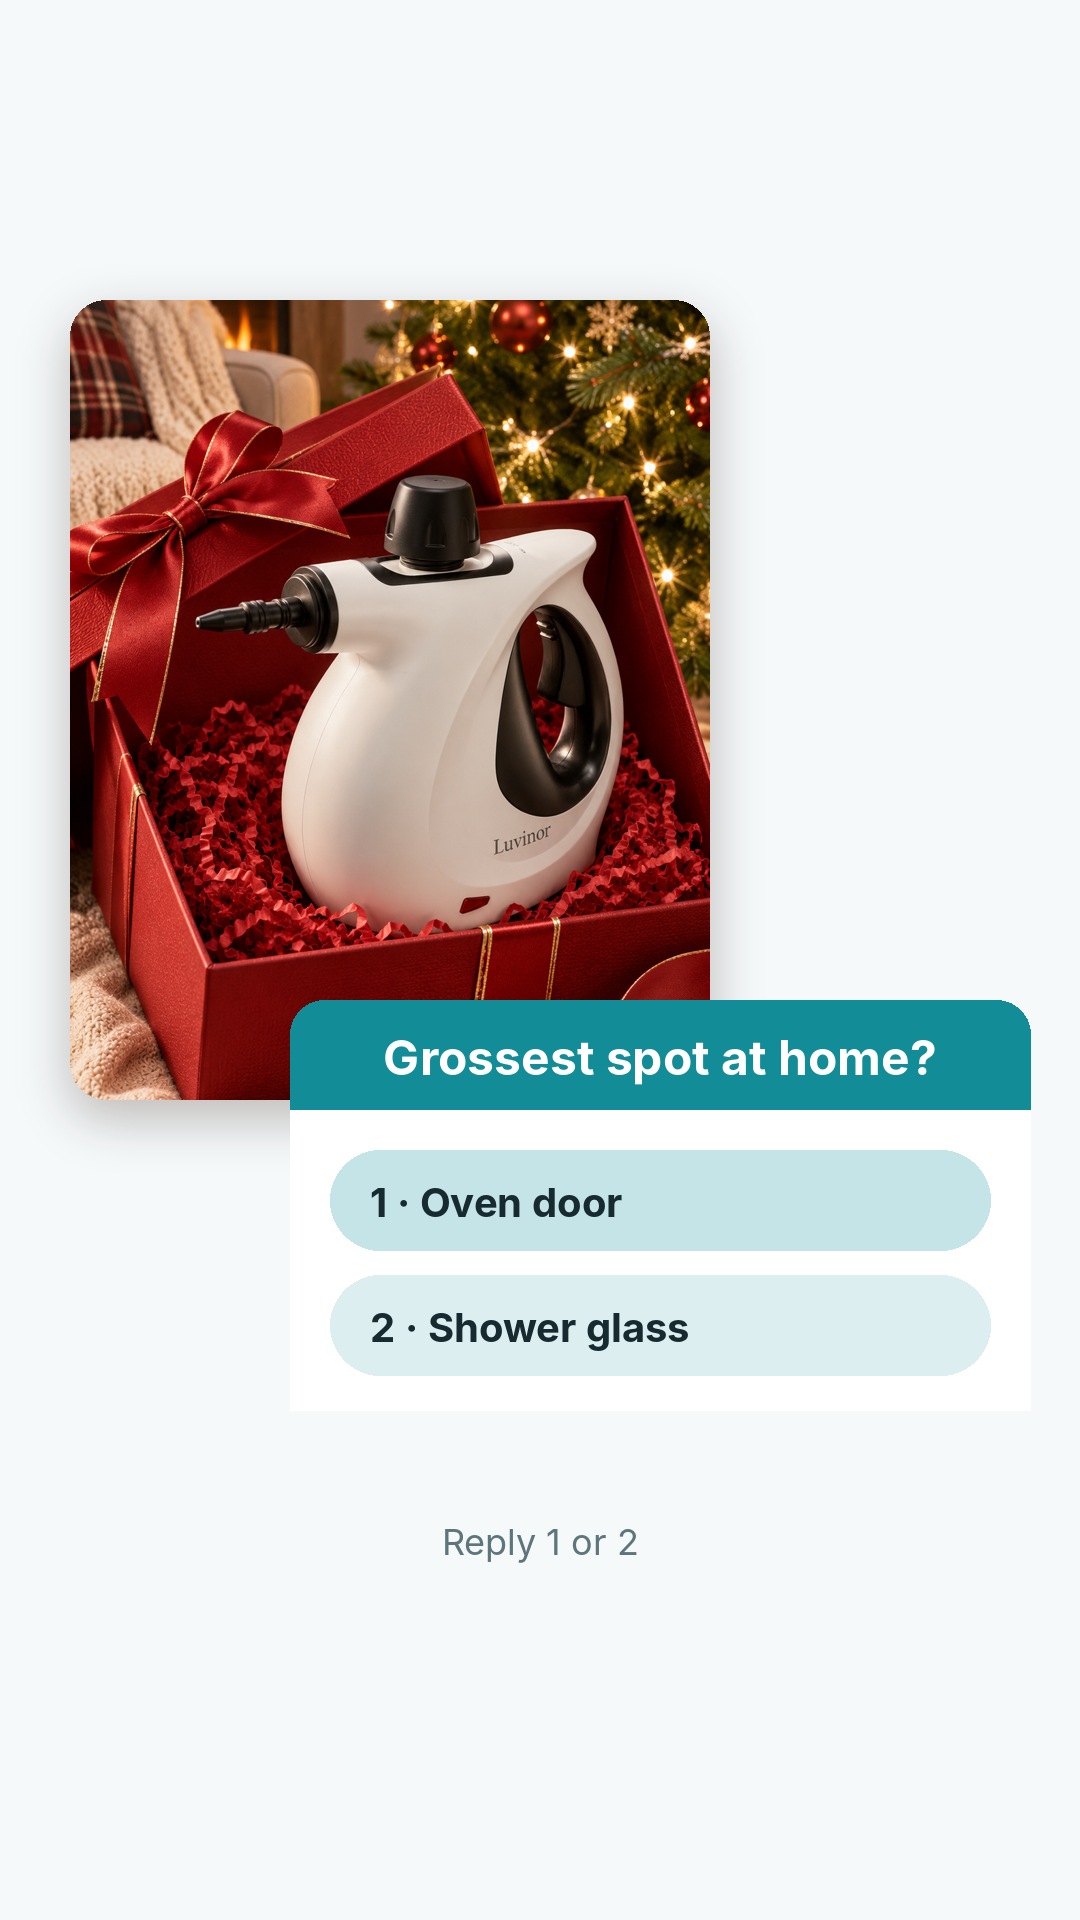 Luvinor
Grossest spot at home?
1 · Oven door
2 · Shower glass
Reply 1 or 2